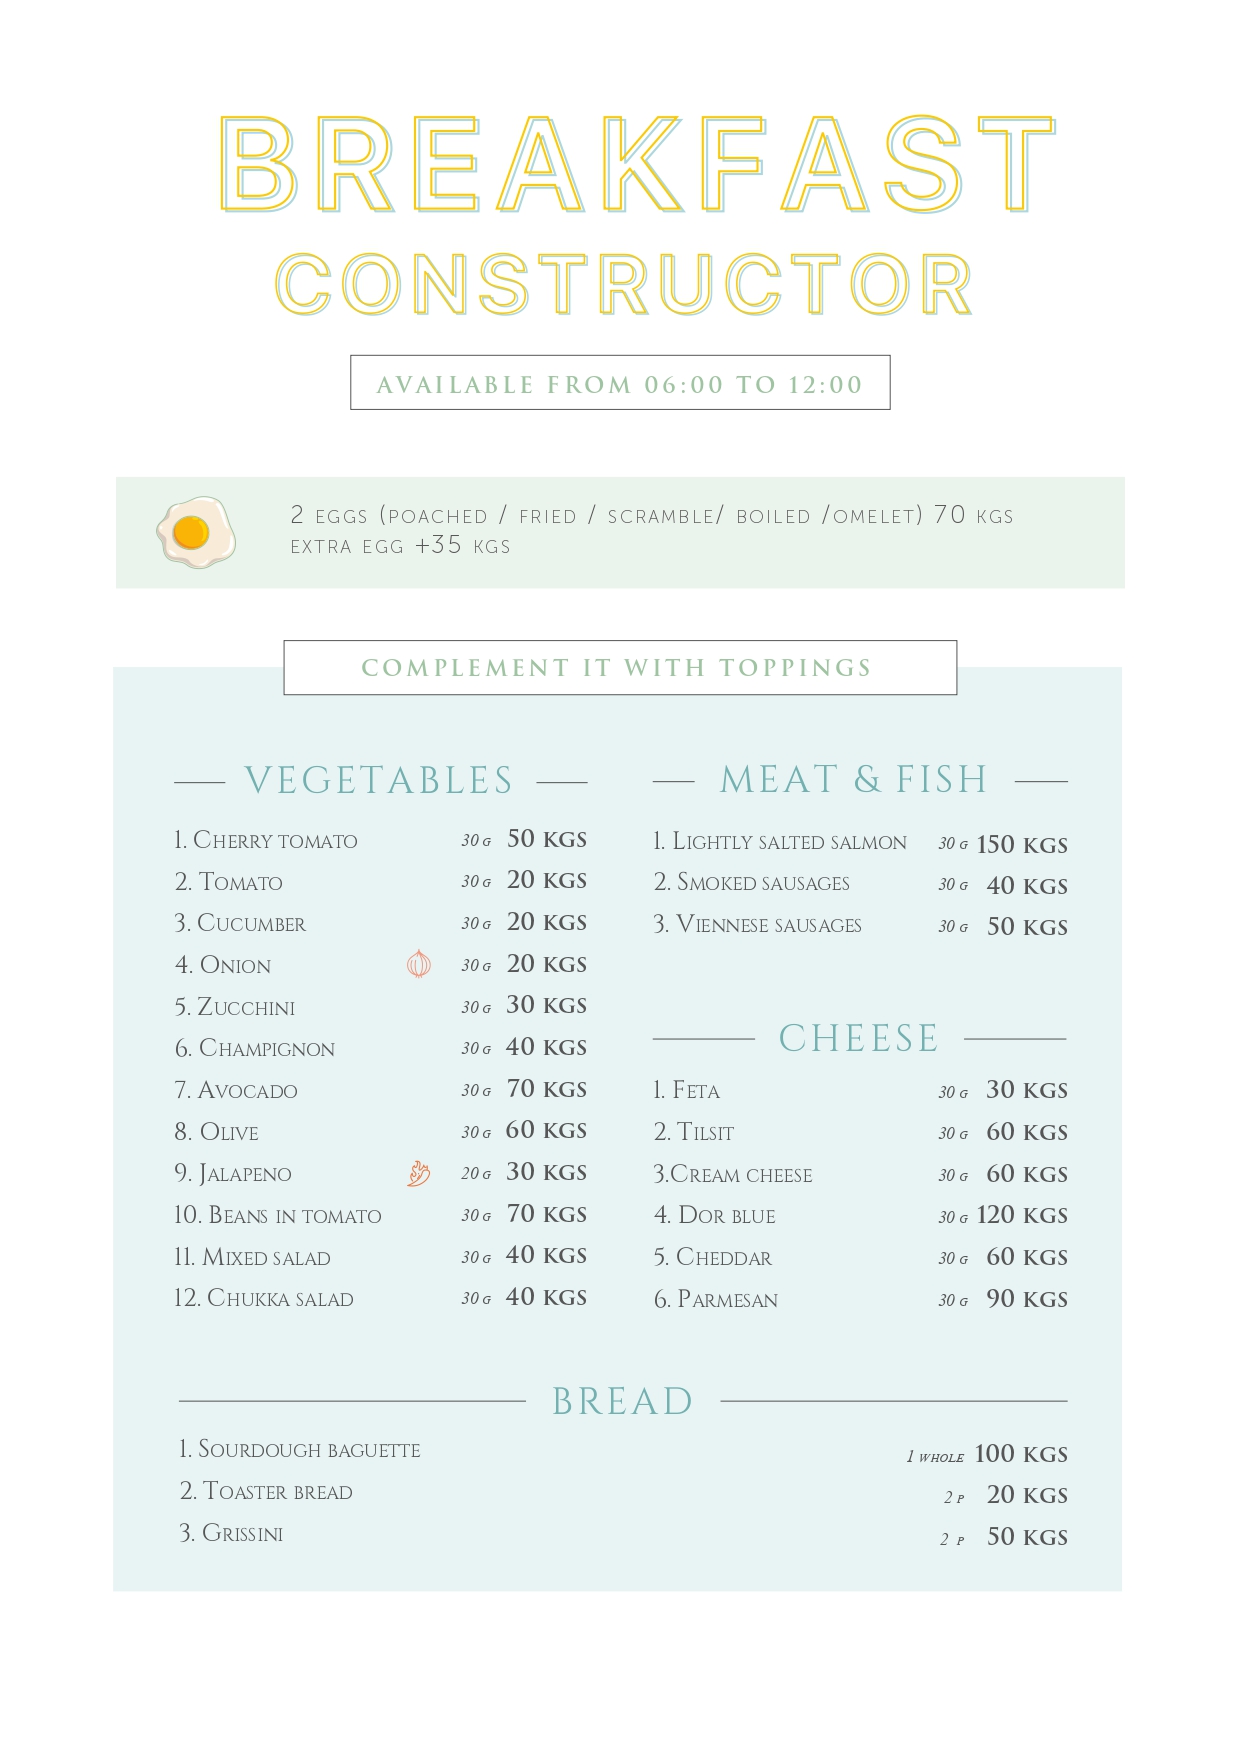 BREAKFAST
CONSTRUCTOR
AVAILABLE FROM 06:00 TO 12:00
2 EGGS (POACHED / FRIED / SCRAMBLE/ BOILED /OMELET) 70 KGS
EXTRA EGG +35 KGS
COMPLEMENT IT WITH TOPPINGS
VEGETABLES
1. Cherry tomato 30 G 50 KGS
2. Tomato 30 G 20 KGS
3. Cucumber 30 G 20 KGS
4. Onion 30 G 20 KGS
5. Zucchini 30 G 30 KGS
6. Champignon 30 G 40 KGS
7. Avocado 30 G 70 KGS
8. Olive 30 G 60 KGS
9. Jalapeno 20 G 30 KGS
10. Beans in tomato 30 G 70 KGS
11. Mixed salad 30 G 40 KGS
12. Chukka salad 30 G 40 KGS
MEAT & FISH
1. Lightly salted salmon 30 G 150 KGS
2. Smoked sausages 30 G 40 KGS
3. Viennese sausages 30 G 50 KGS
CHEESE
1. Feta 30 G 30 KGS
2. Tilsit 30 G 60 KGS
3.Cream cheese 30 G 60 KGS
4. Dor blue 30 G 120 KGS
5. Cheddar 30 G 60 KGS
6. Parmesan 30 G 90 KGS
BREAD
1. Sourdough baguette 1 WHOLE 100 KGS
2. Toaster bread 2 P 20 KGS
3. Grissini 2 P 50 KGS